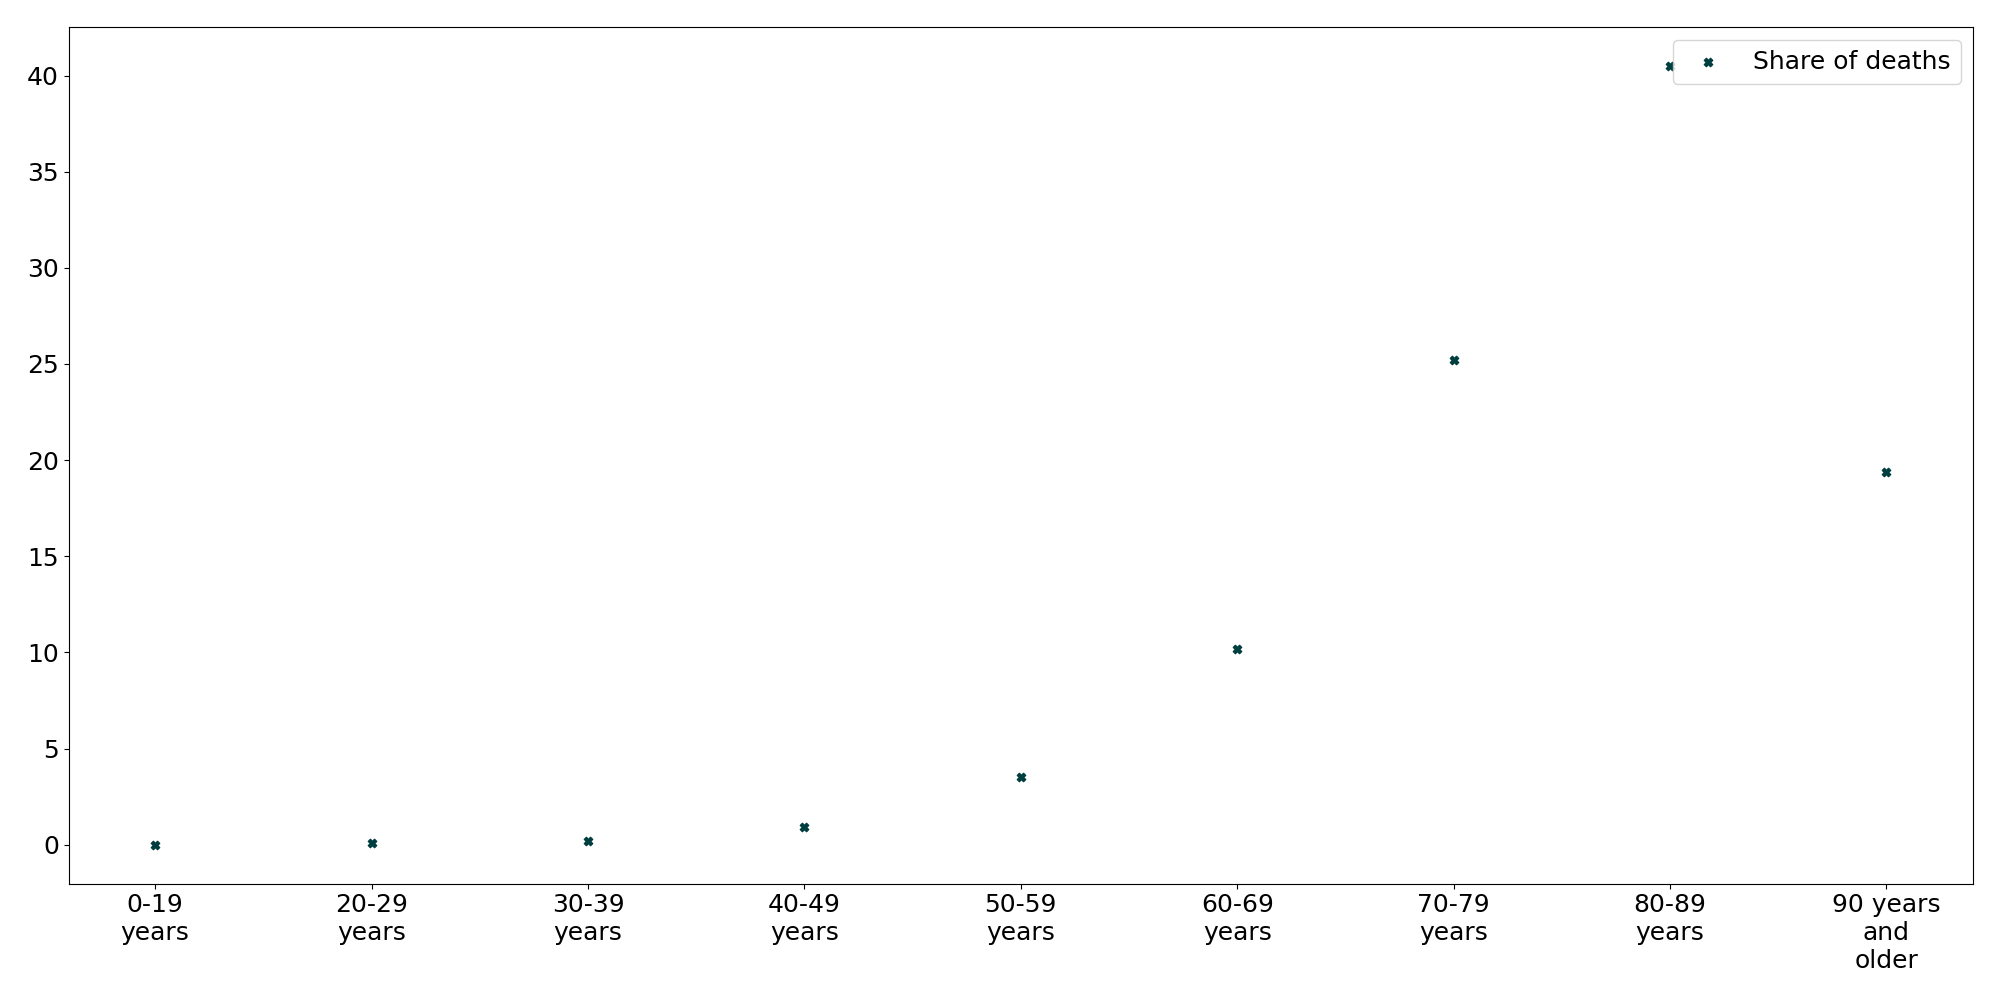 Share of deaths
40
35
30
25
20
15
10
5
0
0-19
years
20-29
years
30-39
years
40-49
years
50-59
years
60-69
years
70-79
years
80-89
years
90 years
and
older